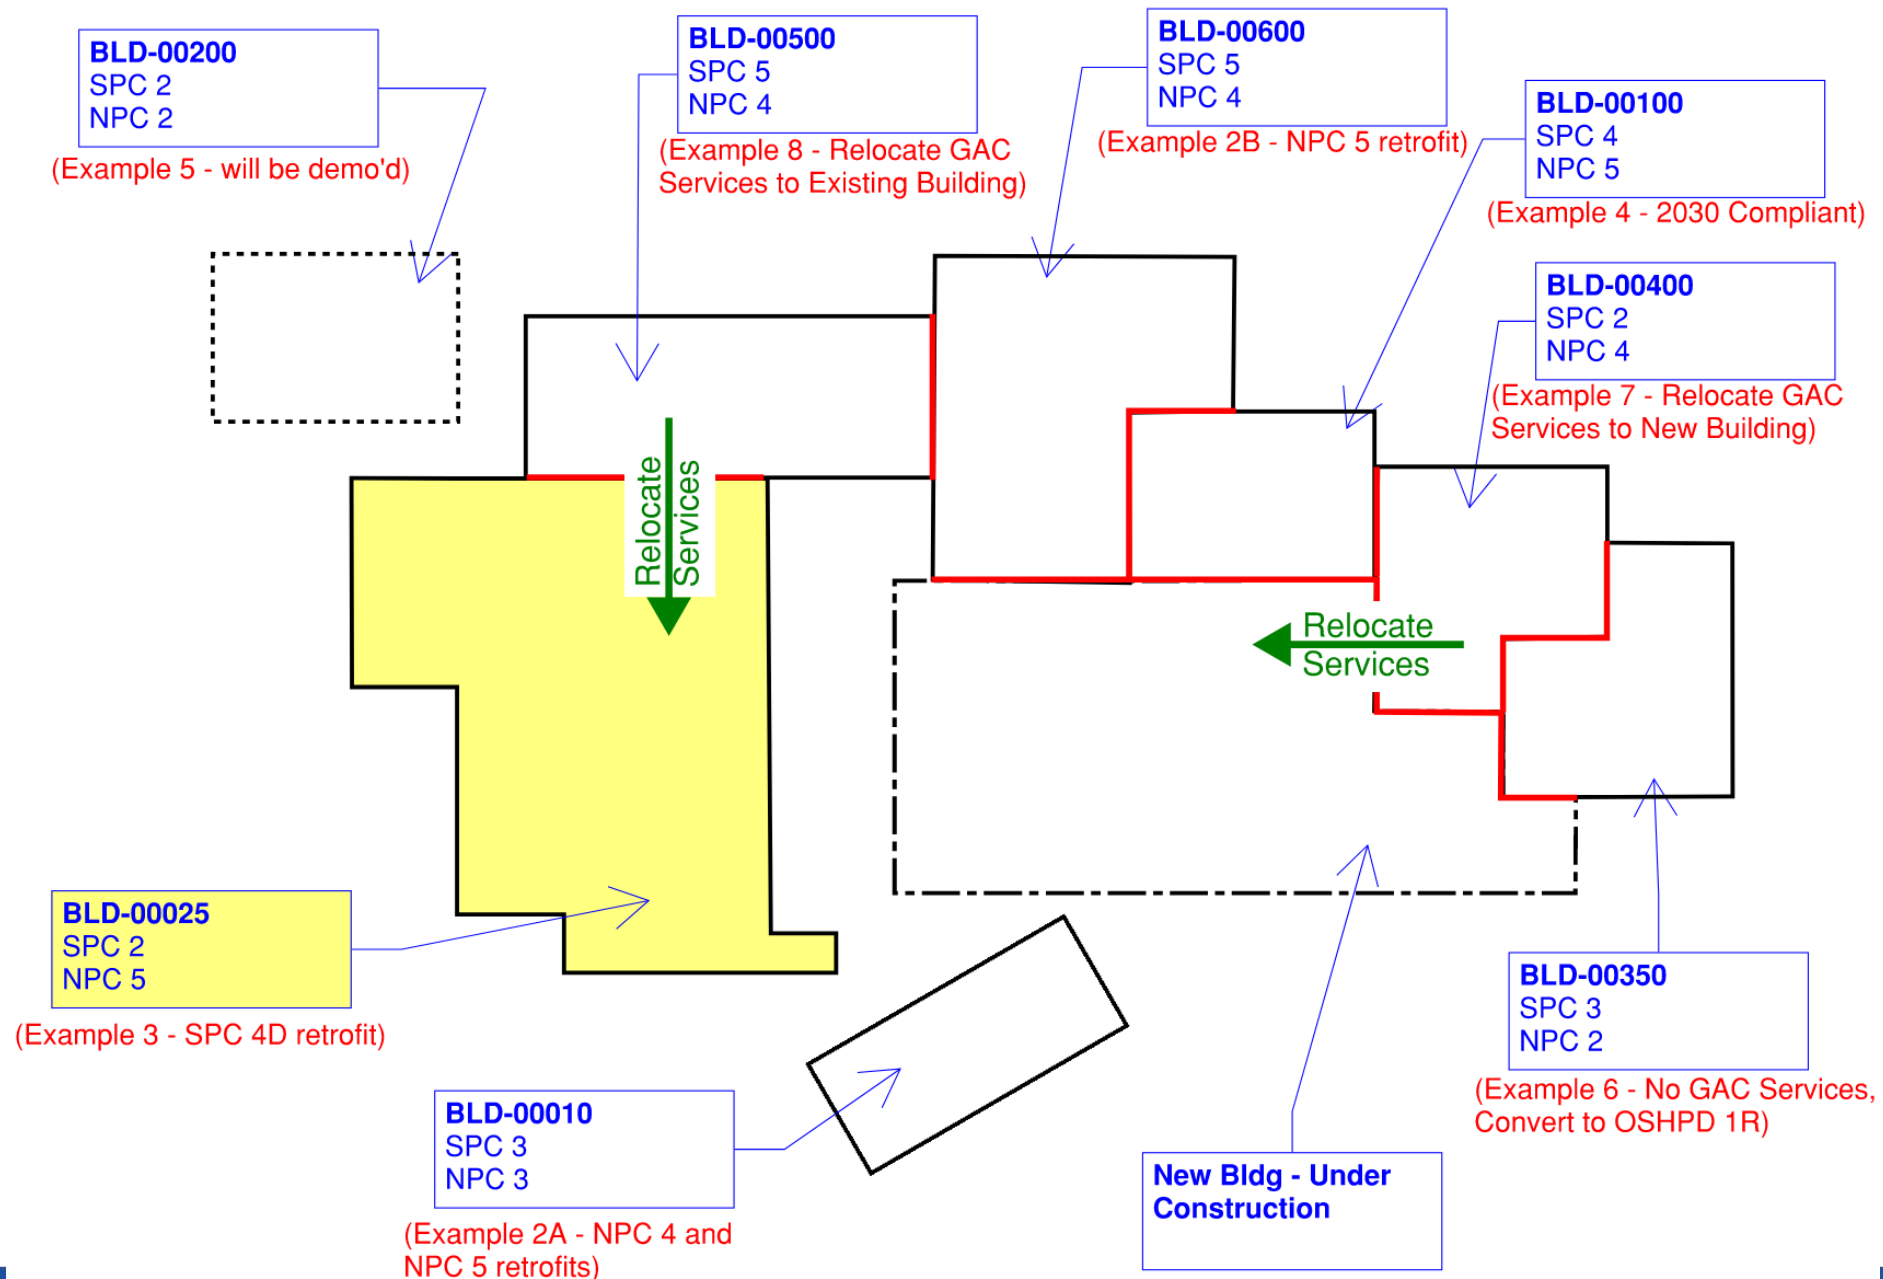 BLD-00200
SPC 2
NPC 2
(Example 5 - will be demo'd)
BLD-00500
SPC 5
NPC 4
(Example 8 - Relocate GAC
Services to Existing Building)
BLD-00600
SPC 5
NPC 4
(Example 2B - NPC 5 retrofit)
BLD-00100
SPC 4
NPC 5
(Example 4 - 2030 Compliant)
BLD-00400
SPC 2
NPC 4
(Example 7 - Relocate GAC
Services to New Building)
Relocate
Services
Relocate
Services
BLD-00025
SPC 2
NPC 5
(Example 3 - SPC 4D retrofit)
BLD-00010
SPC 3
NPC 3
(Example 2A - NPC 4 and
NPC 5 retrofits)
New Bldg - Under
Construction
BLD-00350
SPC 3
NPC 2
(Example 6 - No GAC Services,
Convert to OSHPD 1R)